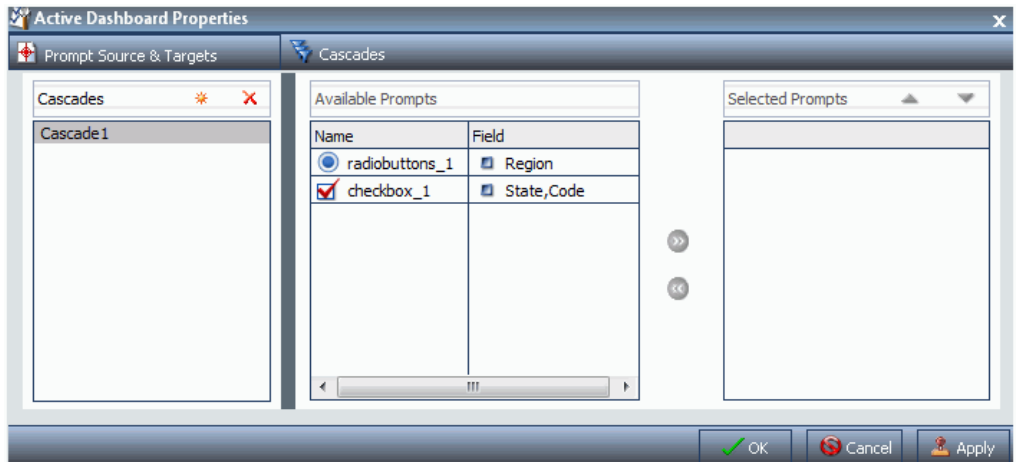 Active Dashboard Properties x
Prompt Source & Targets Cascades
Cascades Available Prompts Selected Prompts
Cascade1 Name Field
radiobuttons_1 Region
checkbox_1 State,Code
OK Cancel Apply